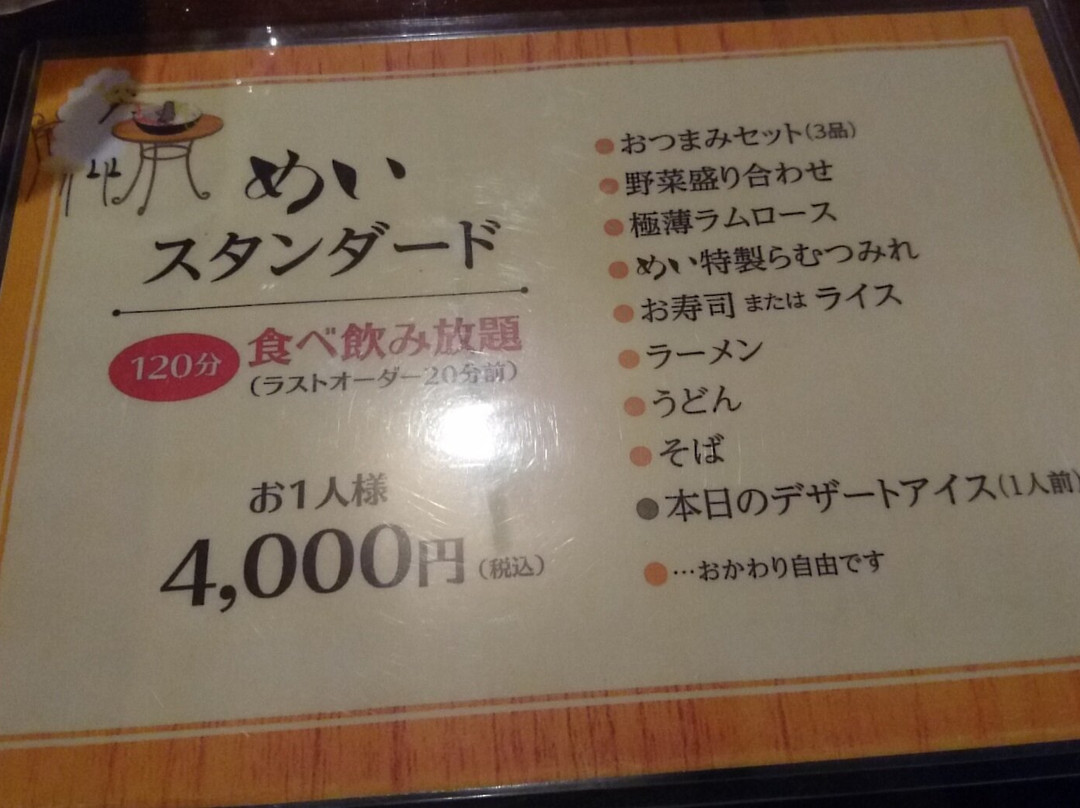 めい
スタンダード
120分 食べ飲み放題
(ラストオーダー20分前)
お1人様
4,000円(税込)
●おつまみセット(3品)
●野菜盛り合わせ
●極薄ラムロース
●めい特製らむつみれ
●お寿司 または ライス
●ラーメン
●うどん
●そば
●本日のデザートアイス(1人前)
●…おかわり自由です